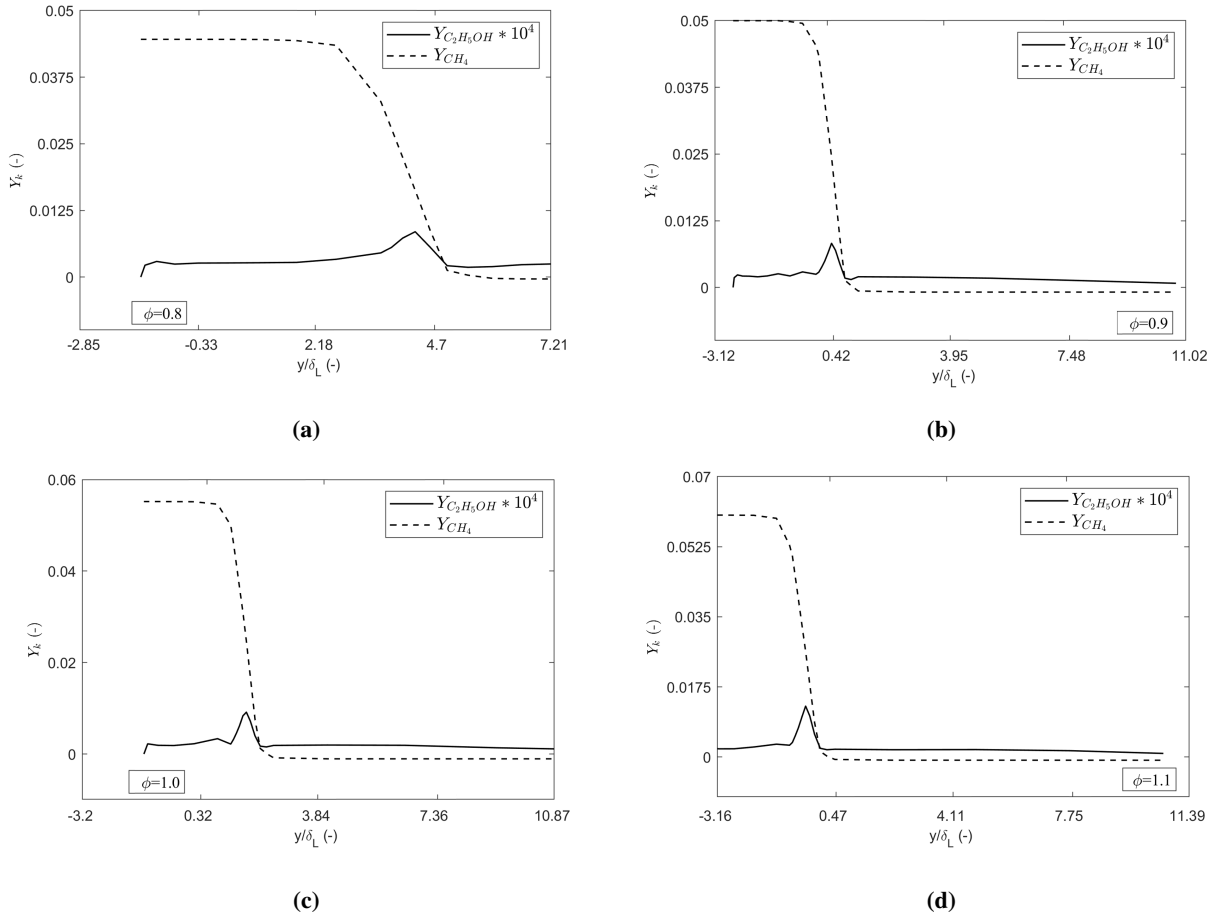 0.05
0.0375
0.025
0.0125
0
Y_k (-)
Y_{C_2H_5OH} * 10^4
Y_{CH_4}
ϕ=0.8
-2.85 -0.33 2.18 4.7 7.21
y/δ_L (-)
(a)
0.05
0.0375
0.025
0.0125
0
Y_k (-)
Y_{C_2H_5OH} * 10^4
Y_{CH_4}
ϕ=0.9
-3.12 0.42 3.95 7.48 11.02
y/δ_L (-)
(b)
0.06
0.04
0.02
0
Y_k (-)
Y_{C_2H_5OH} * 10^4
Y_{CH_4}
ϕ=1.0
-3.2 0.32 3.84 7.36 10.87
y/δ_L (-)
(c)
0.07
0.0525
0.035
0.0175
0
Y_k (-)
Y_{C_2H_5OH} * 10^4
Y_{CH_4}
ϕ=1.1
-3.16 0.47 4.11 7.75 11.39
y/δ_L (-)
(d)